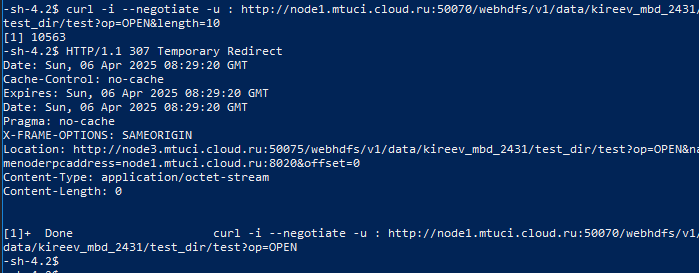 -sh-4.2$ curl -i --negotiate -u : http://node1.mtuci.cloud.ru:50070/webhdfs/v1/data/kireev_mbd_2431/
test_dir/test?op=OPEN&length=10
[1] 10563
-sh-4.2$ HTTP/1.1 307 Temporary Redirect
Date: Sun, 06 Apr 2025 08:29:20 GMT
Cache-Control: no-cache
Expires: Sun, 06 Apr 2025 08:29:20 GMT
Date: Sun, 06 Apr 2025 08:29:20 GMT
Pragma: no-cache
X-FRAME-OPTIONS: SAMEORIGIN
Location: http://node3.mtuci.cloud.ru:50075/webhdfs/v1/data/kireev_mbd_2431/test_dir/test?op=OPEN&na
menoderpcaddress=node1.mtuci.cloud.ru:8020&offset=0
Content-Type: application/octet-stream
Content-Length: 0
[1]+  Done                    curl -i --negotiate -u : http://node1.mtuci.cloud.ru:50070/webhdfs/v1/
data/kireev_mbd_2431/test_dir/test?op=OPEN
-sh-4.2$
-sh-4.2$